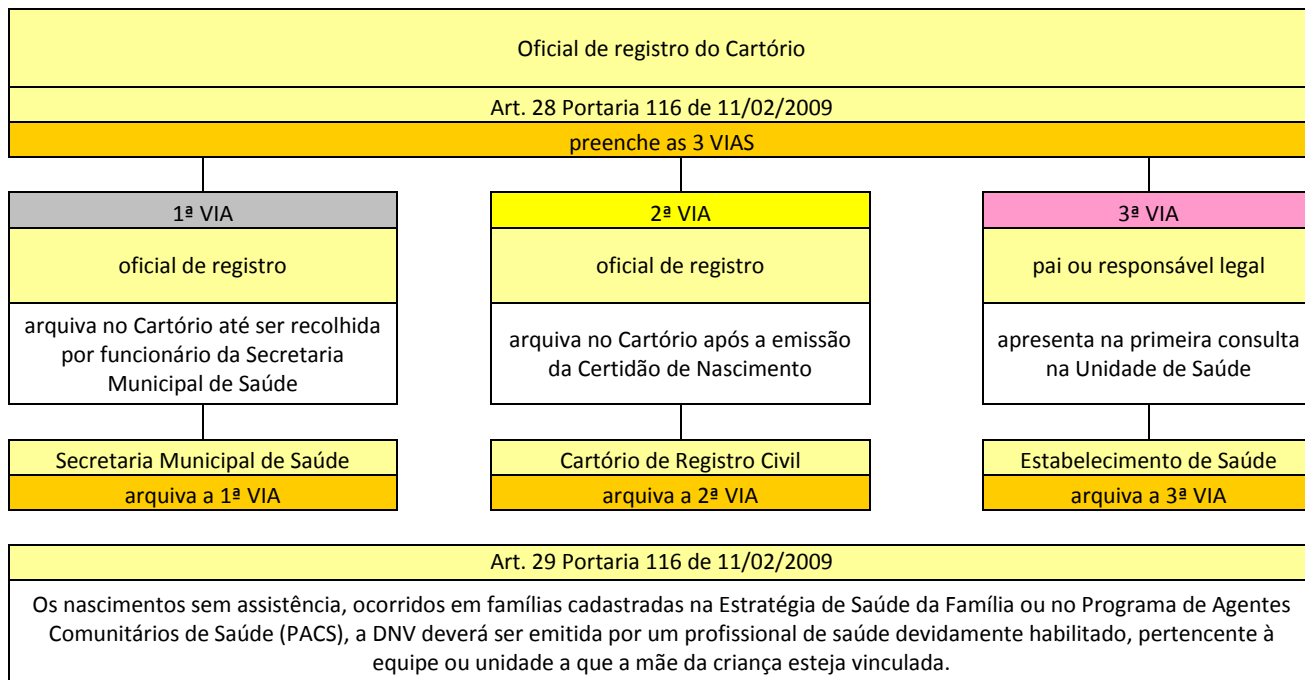 Oficial de registro do Cartório
Art. 28 Portaria 116 de 11/02/2009
preenche as 3 VIAS
1ª VIA
oficial de registro
arquiva no Cartório até ser recolhida
por funcionário da Secretaria
Municipal de Saúde
Secretaria Municipal de Saúde
arquiva a 1ª VIA
2ª VIA
oficial de registro
arquiva no Cartório após a emissão
da Certidão de Nascimento
Cartório de Registro Civil
arquiva a 2ª VIA
3ª VIA
pai ou responsável legal
apresenta na primeira consulta
na Unidade de Saúde
Estabelecimento de Saúde
arquiva a 3ª VIA
Art. 29 Portaria 116 de 11/02/2009
Os nascimentos sem assistência, ocorridos em famílias cadastradas na Estratégia de Saúde da Família ou no Programa de Agentes
Comunitários de Saúde (PACS), a DNV deverá ser emitida por um profissional de saúde devidamente habilitado, pertencente à
equipe ou unidade a que a mãe da criança esteja vinculada.